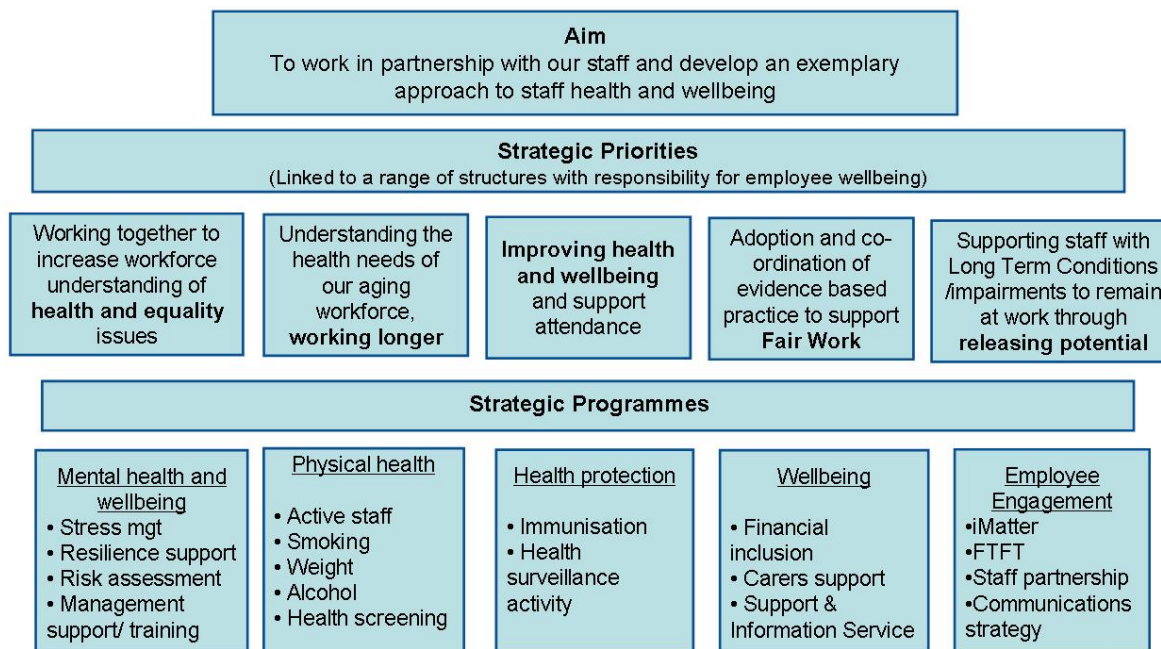 Aim
To work in partnership with our staff and develop an exemplary
approach to staff health and wellbeing
Strategic Priorities
(Linked to a range of structures with responsibility for employee wellbeing)
Working together to
increase workforce
understanding of
health and equality
issues
Understanding the
health needs of
our aging
workforce,
working longer
Improving health
and wellbeing
and support
attendance
Adoption and co-
ordination of
evidence based
practice to support
Fair Work
Supporting staff with
Long Term Conditions
/impairments to remain
at work through
releasing potential
Strategic Programmes
Mental health and
wellbeing
• Stress mgt
• Resilience support
• Risk assessment
• Management
support/ training
Physical health
• Active staff
• Smoking
• Weight
• Alcohol
• Health screening
Health protection
• Immunisation
• Health
surveillance
activity
Wellbeing
• Financial
inclusion
• Carers support
• Support &
Information Service
Employee
Engagement
•iMatter
•FTFT
•Staff partnership
•Communications
strategy